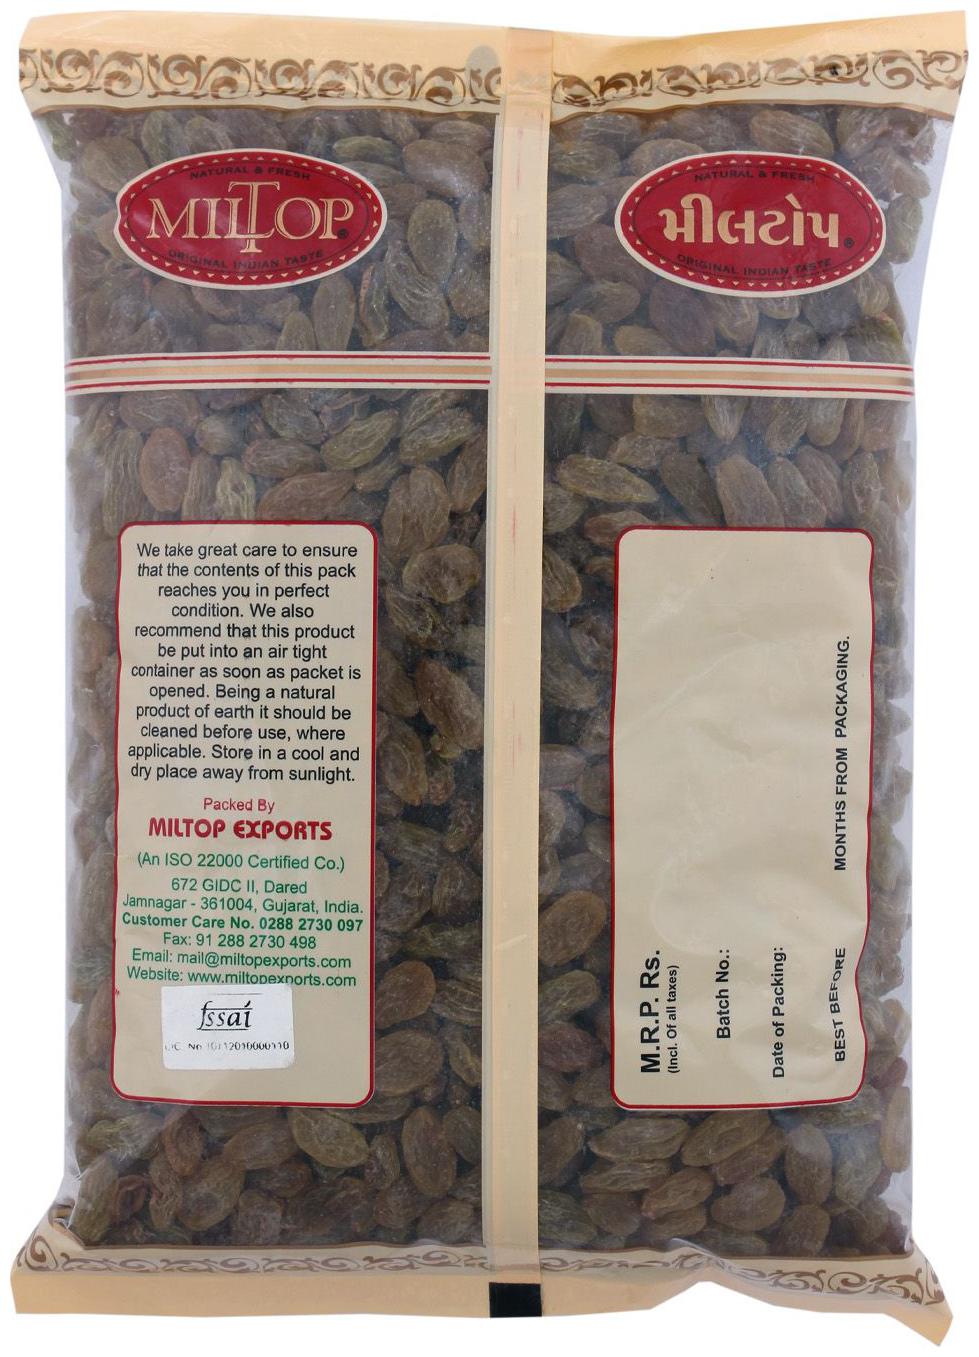 NATURAL & FRESH
MILTOP®
ORIGINAL INDIAN TASTE
NATURAL & FRESH
મીલટોપ®
ORIGINAL INDIAN TASTE
We take great care to ensure
that the contents of this pack
reaches you in perfect
condition. We also
recommend that this product
be put into an air tight
container as soon as packet is
opened. Being a natural
product of earth it should be
cleaned before use, where
applicable. Store in a cool and
dry place away from sunlight.
Packed By
MILTOP EXPORTS
(An ISO 22000 Certified Co.)
672 GIDC II, Dared
Jamnagar - 361004, Gujarat, India.
Customer Care No. 0288 2730 097
Fax: 91 288 2730 498
Email: mail@miltopexports.com
Website: www.miltopexports.com
fssai
No
M.R.P. Rs.
(Incl. Of all taxes)
Batch No.:
Date of Packing:
BEST BEFORE MONTHS FROM PACKAGING.